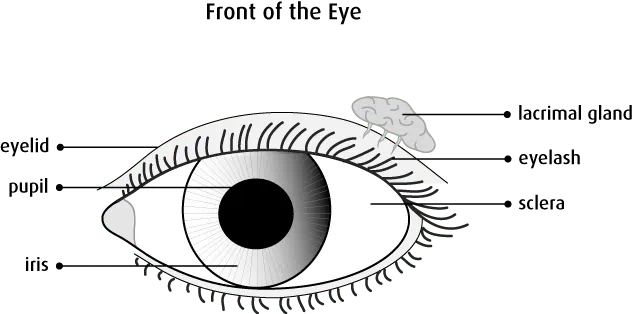 Front of the Eye
eyelid
pupil
iris
lacrimal gland
eyelash
sclera